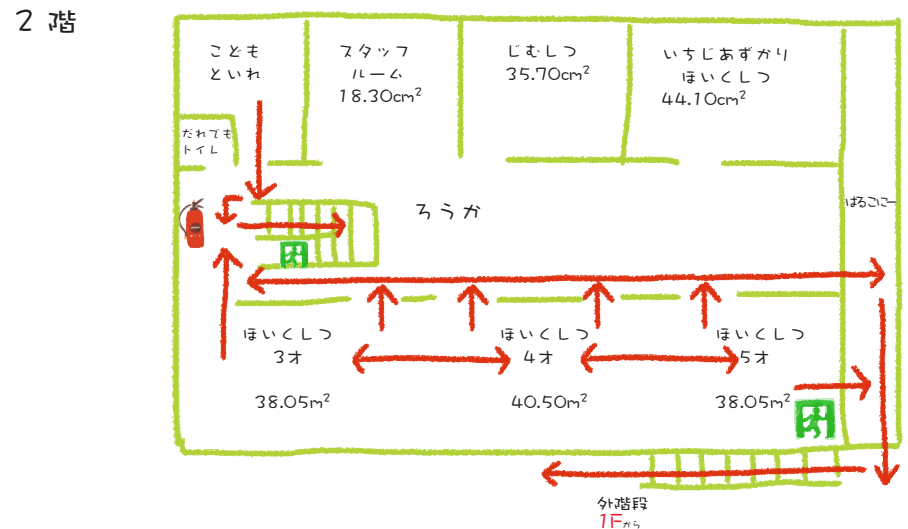 2 階
こども
といれ
スタッフ
ルーム
18.30cm²
じむしつ
35.70cm²
いちじあずかり
ほいくしつ
44.10cm²
だれでも
トイレ
ろうか
ばるこにー
ほいくしつ
3才
38.05m²
ほいくしつ
4才
40.50m²
ほいくしつ
5才
38.05m²
外階段
1Fから